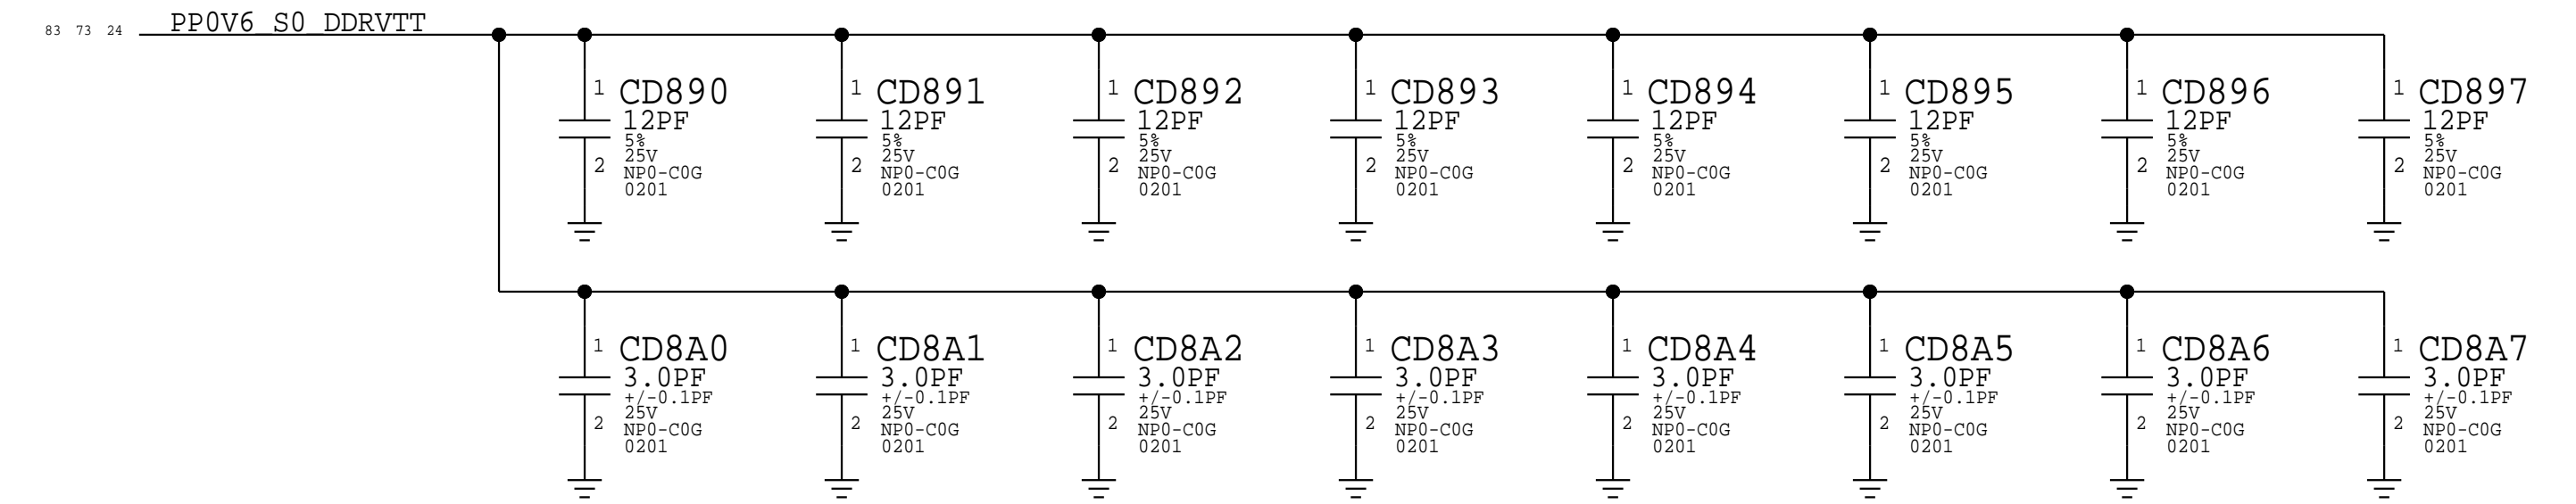 83 73 24 PP0V6_S0_DDRVTT
1 CD890 1 CD891 1 CD892 1 CD893 1 CD894 1 CD895 1 CD896 1 CD897
12PF 12PF 12PF 12PF 12PF 12PF 12PF 12PF
5% 5% 5% 5% 5% 5% 5% 5%
25V 25V 25V 25V 25V 25V 25V 25V
2 NP0-C0G 2 NP0-C0G 2 NP0-C0G 2 NP0-C0G 2 NP0-C0G 2 NP0-C0G 2 NP0-C0G 2 NP0-C0G
0201 0201 0201 0201 0201 0201 0201 0201
1 CD8A0 1 CD8A1 1 CD8A2 1 CD8A3 1 CD8A4 1 CD8A5 1 CD8A6 1 CD8A7
3.0PF 3.0PF 3.0PF 3.0PF 3.0PF 3.0PF 3.0PF 3.0PF
+/-0.1PF +/-0.1PF +/-0.1PF +/-0.1PF +/-0.1PF +/-0.1PF +/-0.1PF +/-0.1PF
25V 25V 25V 25V 25V 25V 25V 25V
2 NP0-C0G 2 NP0-C0G 2 NP0-C0G 2 NP0-C0G 2 NP0-C0G 2 NP0-C0G 2 NP0-C0G 2 NP0-C0G
0201 0201 0201 0201 0201 0201 0201 0201